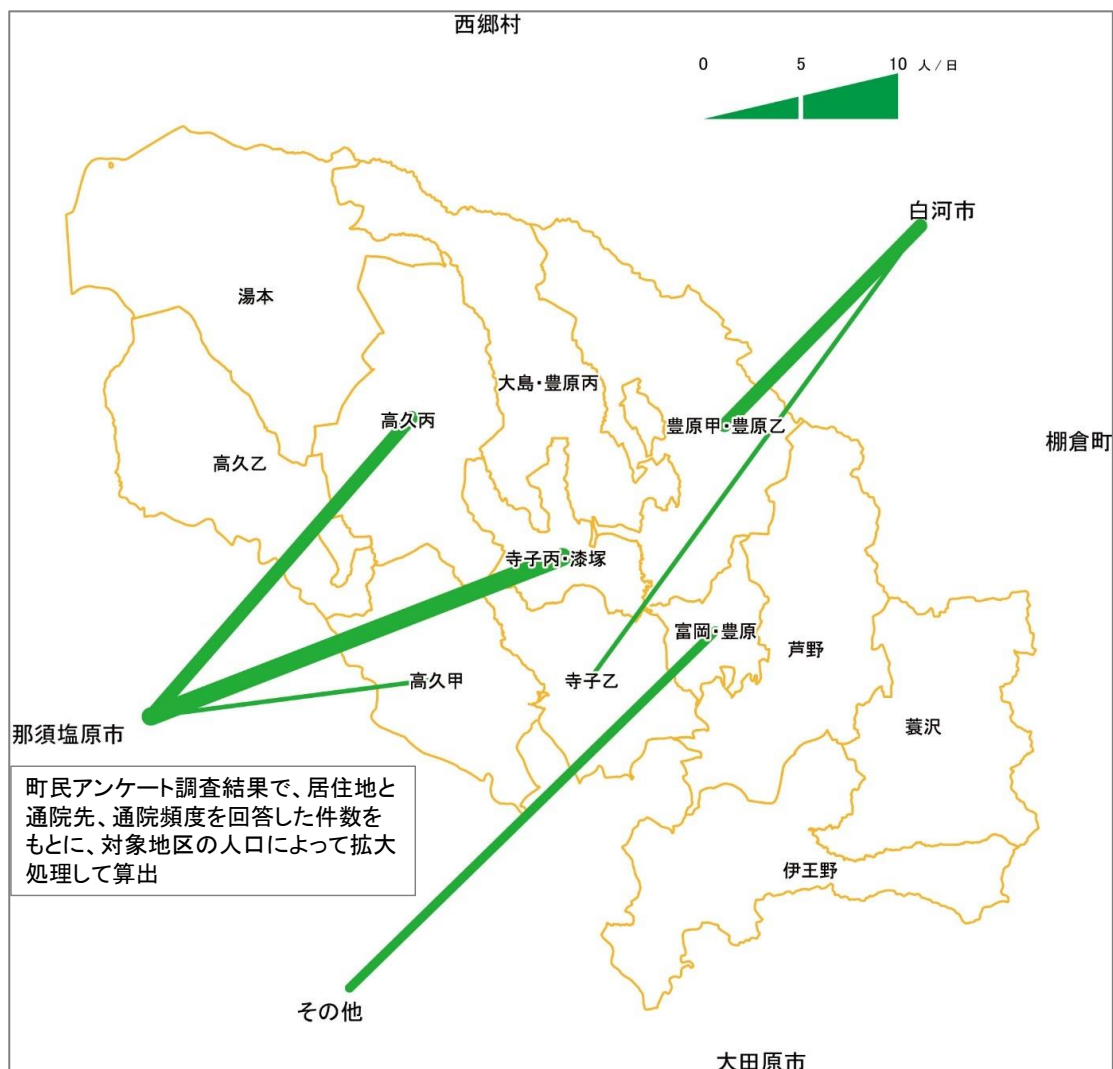 西郷村
0 5 10 人/日
白河市
湯本
大島・豊原丙
高久丙
豊原甲・豊原乙
棚倉町
高久乙
寺子丙・漆塚
富岡・豊原
芦野
高久甲
寺子乙
那須塩原市
蓑沢
町民アンケート調査結果で、居住地と
通院先、通院頻度を回答した件数を
もとに、対象地区の人口によって拡大
処理して算出
伊王野
その他
大田原市